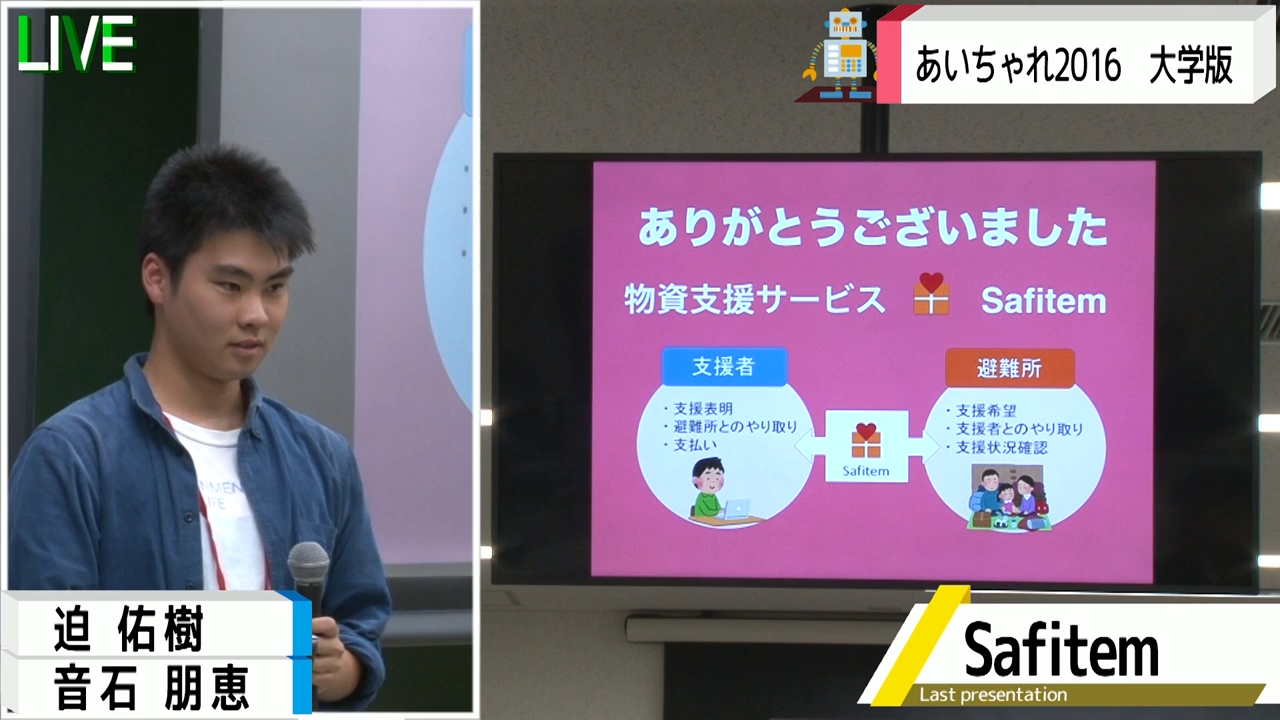 LIVE
あいちゃれ2016　大学版
ありがとうございました
物資支援サービス Safitem
支援者
・支援表明
・避難所とのやり取り
・支払い
Safitem
避難所
・支援希望
・支援者とのやり取り
・支援状況確認
迫 佑樹
音石 朋恵
Safitem
Last presentation